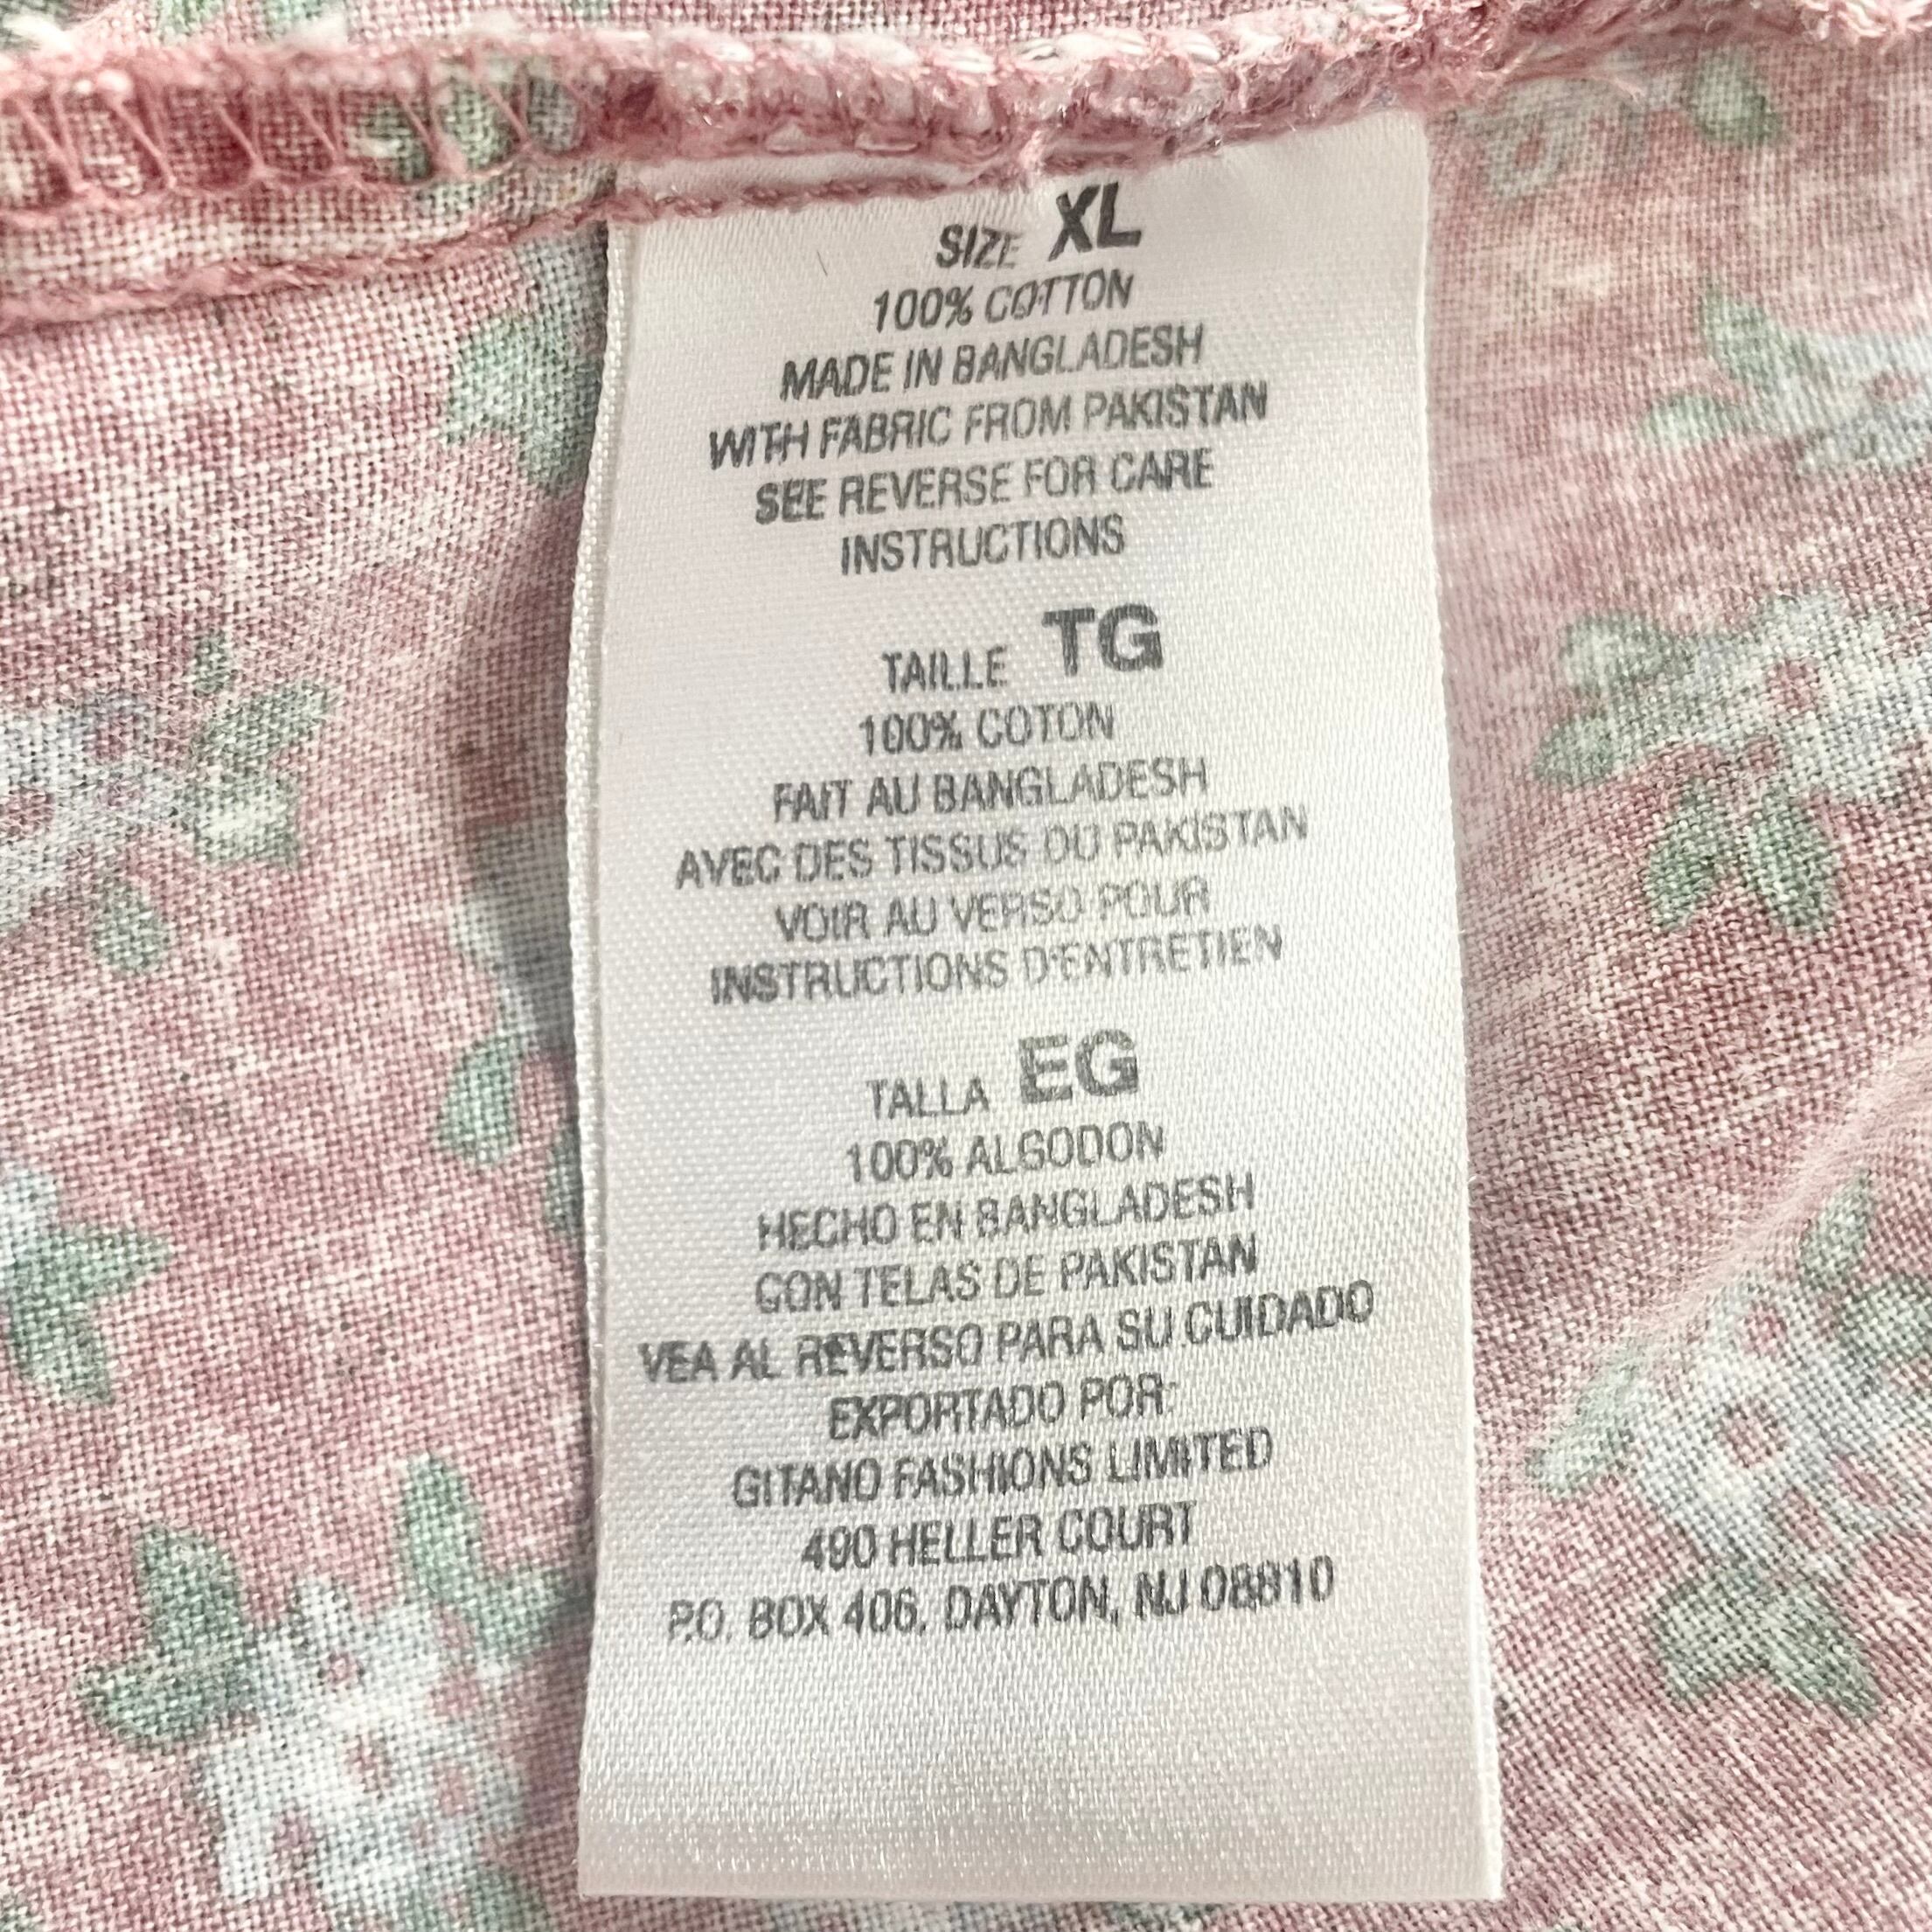 SIZE XL
100% COTTON
MADE IN BANGLADESH
WITH FABRIC FROM PAKISTAN
SEE REVERSE FOR CARE
INSTRUCTIONS
TAILLE TG
100% COTON
FAIT AU BANGLADESH
AVEC DES TISSUS DU PAKISTAN
VOIR AU VERSO POUR
INSTRUCTIONS D'ENTRETIEN
TALLA EG
100% ALGODON
HECHO EN BANGLADESH
CON TELAS DE PAKISTAN
VEA AL REVERSO PARA SU CUIDADO
EXPORTADO POR:
GITANO FASHIONS LIMITED
490 HELLER COURT
P.O. BOX 406, DAYTON, NJ 08810